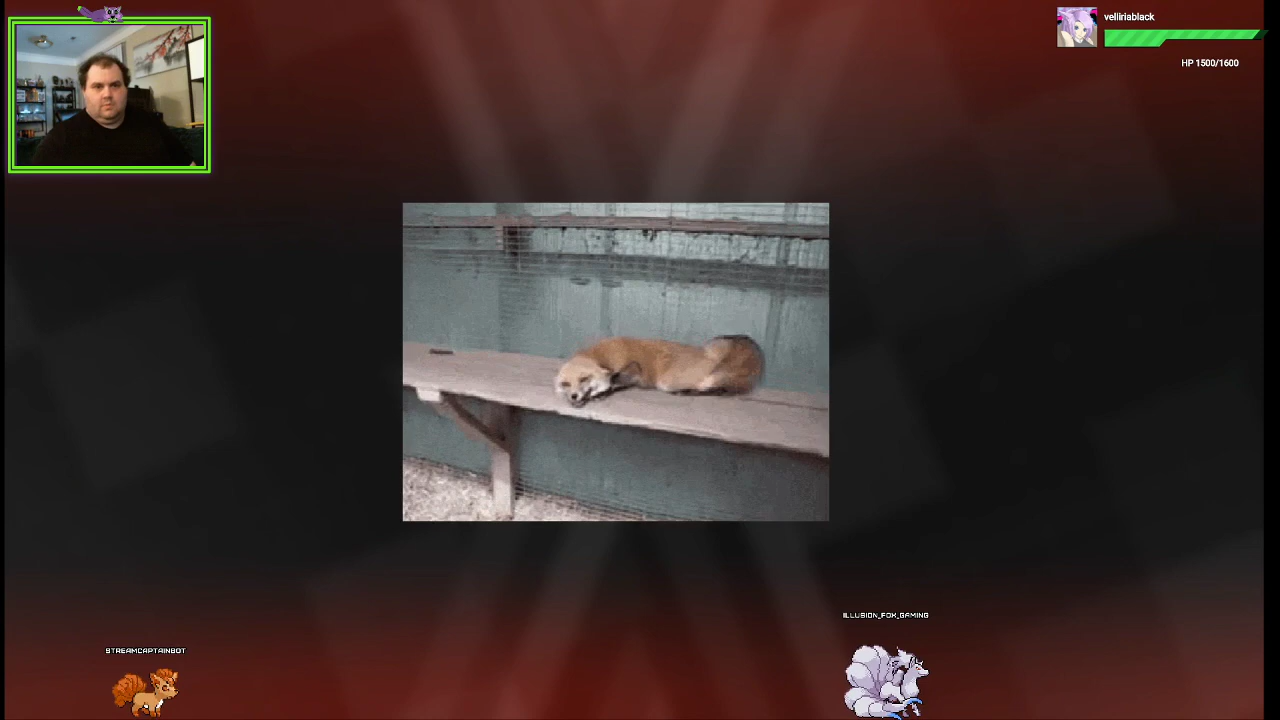 velliriablack
HP 1500/1600
ILLUSION_FOX_GAMING
STREAMCAPTAINBOT